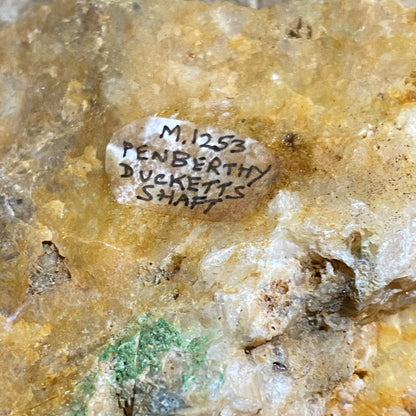 M.1253
PENBERTHY
DUCKETTS
SHAFT